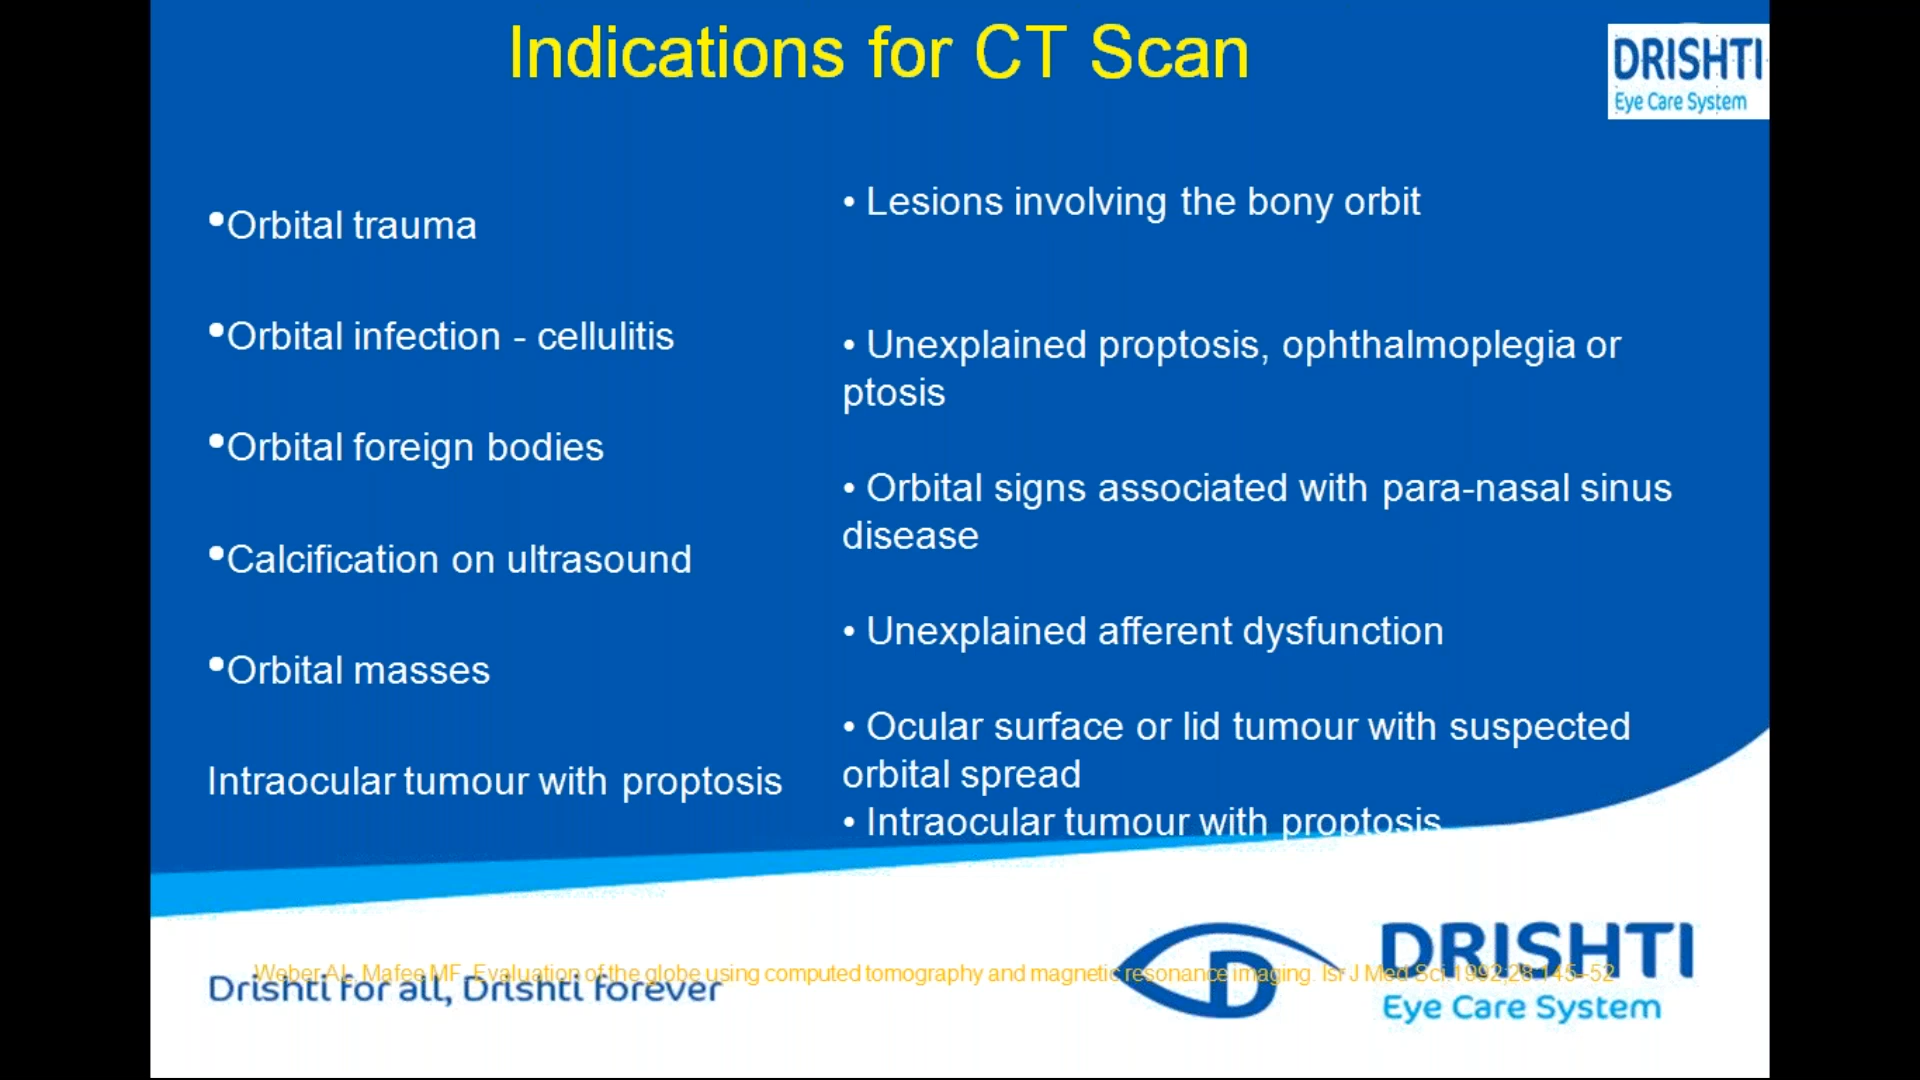 Indications for CT Scan
DRISHTI
Eye Care System
•Orbital trauma
•Orbital infection - cellulitis
•Orbital foreign bodies
•Calcification on ultrasound
•Orbital masses
Intraocular tumour with proptosis
• Lesions involving the bony orbit
• Unexplained proptosis, ophthalmoplegia or
ptosis
• Orbital signs associated with para-nasal sinus
disease
• Unexplained afferent dysfunction
• Ocular surface or lid tumour with suspected
orbital spread
• Intraocular tumour with proptosis
Weber AL, Mafee MF. Evaluation of the globe using computed tomography and magnetic resonance imaging. Isr J Med Sci 1992;28:145–52
Drishti for all, Drishti forever
DRISHTI
Eye Care System